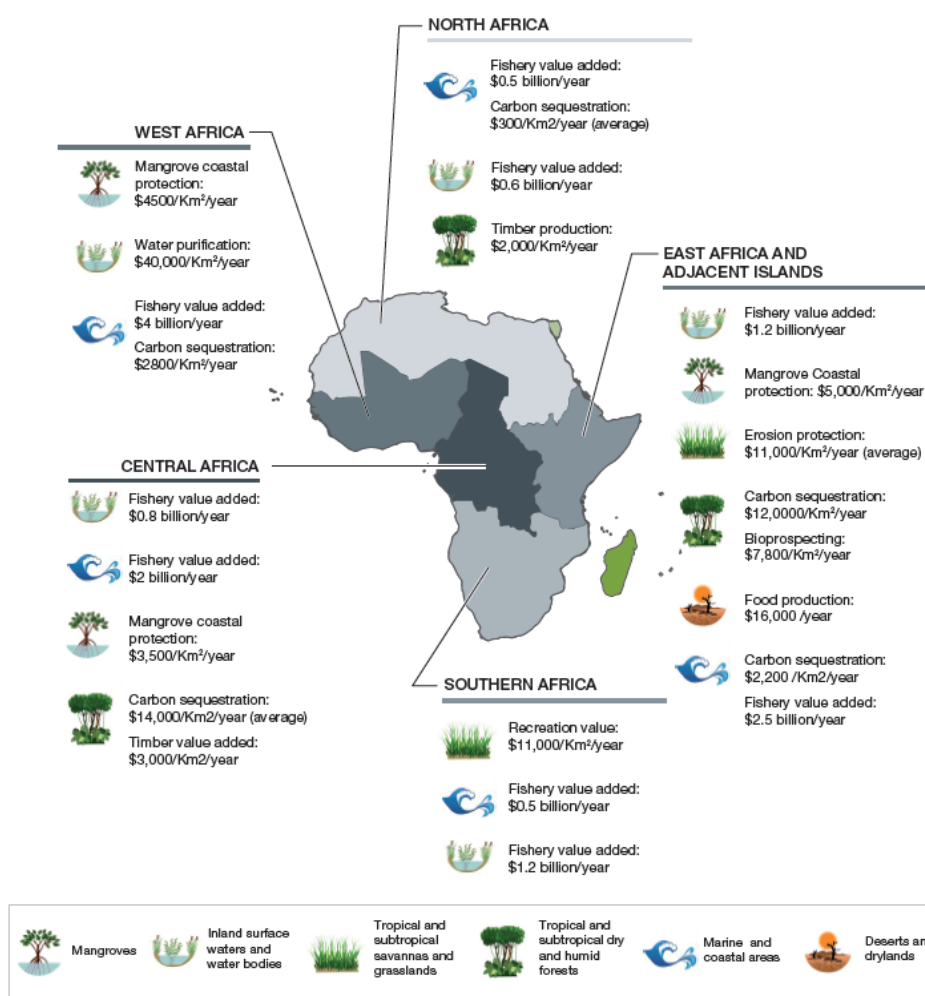 NORTH AFRICA
Fishery value added:
$0.5 billion/year
Carbon sequestration:
$300/Km2/year (average)
Fishery value added:
$0.6 billion/year
Timber production:
$2,000/Km²/year
WEST AFRICA
Mangrove coastal
protection:
$4500/Km²/year
Water purification:
$40,000/Km²/year
Fishery value added:
$4 billion/year
Carbon sequestration:
$2800/Km²/year
EAST AFRICA AND
ADJACENT ISLANDS
Fishery value added:
$1.2 billion/year
Mangrove Coastal
protection: $5,000/Km²/year
Erosion protection:
$11,000/Km²/year (average)
Carbon sequestration:
$12,0000/Km²/year
Bioprospecting:
$7,800/Km²/year
Food production:
$16,000 /year
Carbon sequestration:
$2,200 /Km2/year
Fishery value added:
$2.5 billion/year
CENTRAL AFRICA
Fishery value added:
$0.8 billion/year
Fishery value added:
$2 billion/year
Mangrove coastal
protection:
$3,500/Km²/year
Carbon sequestration:
$14,000/Km2/year (average)
Timber value added:
$3,000/Km2/year
SOUTHERN AFRICA
Recreation value:
$11,000/Km²/year
Fishery value added:
$0.5 billion/year
Fishery value added:
$1.2 billion/year
Mangroves
Inland surface
waters and
water bodies
Tropical and
subtropical
savannas and
grasslands
Tropical and
subtropical dry
and humid
forests
Marine and
coastal areas
Deserts an
drylands